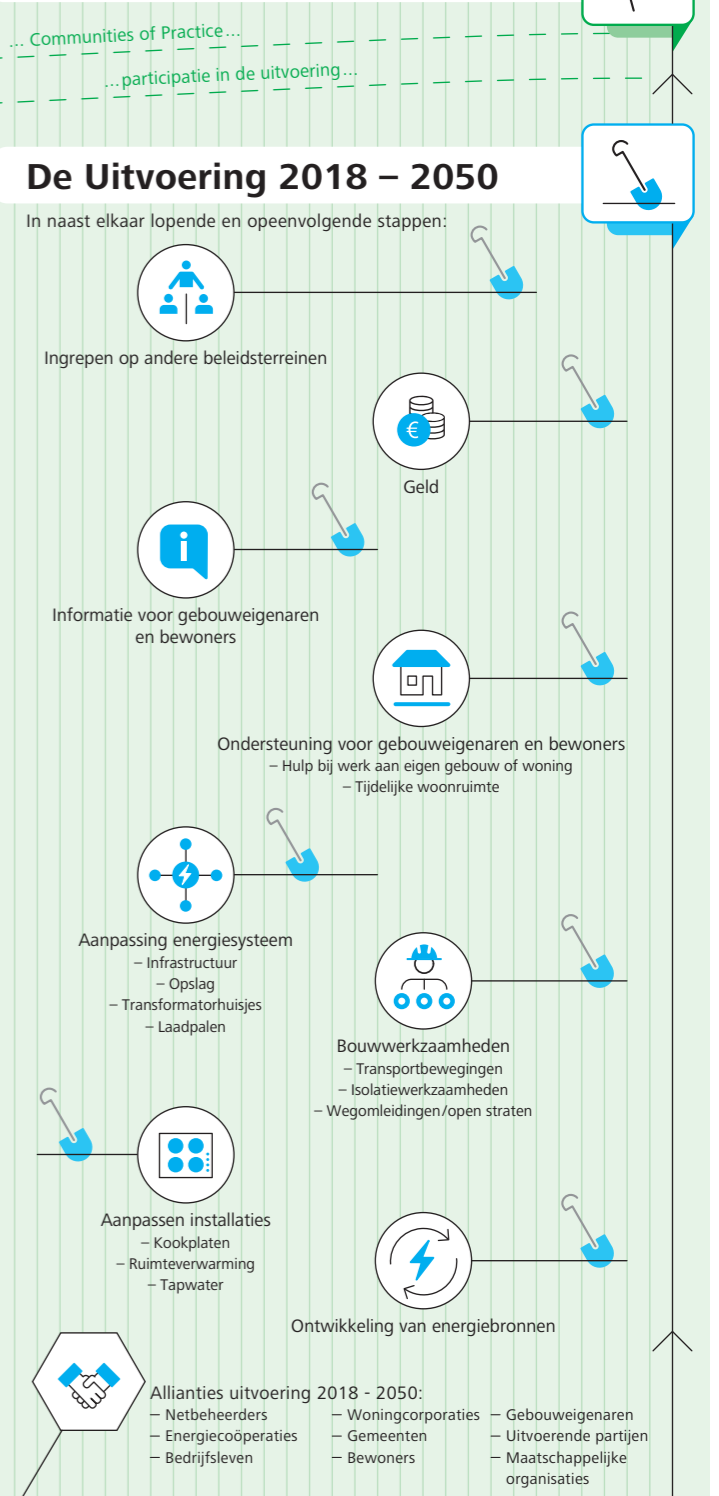 ... Communities of Practice...
...participatie in de uitvoering...
De Uitvoering 2018 – 2050
In naast elkaar lopende en opeenvolgende stappen:
Ingrepen op andere beleidsterreinen
€
Geld
i
Informatie voor gebouweigenaren
en bewoners
Ondersteuning voor gebouweigenaren en bewoners
– Hulp bij werk aan eigen gebouw of woning
– Tijdelijke woonruimte
Aanpassing energiesysteem
– Infrastructuur
– Opslag
– Transformatorhuisjes
– Laadpalen
Bouwwerkzaamheden
– Transportbewegingen
– Isolatiewerkzaamheden
– Wegomleidingen/open straten
Aanpassen installaties
– Kookplaten
– Ruimteverwarming
– Tapwater
Ontwikkeling van energiebronnen
Allianties uitvoering 2018 - 2050:
– Netbeheerders
– Energiecoöperaties
– Bedrijfsleven
– Woningcorporaties
– Gemeenten
– Bewoners
– Gebouweigenaren
– Uitvoerende partijen
– Maatschappelijke
organisaties